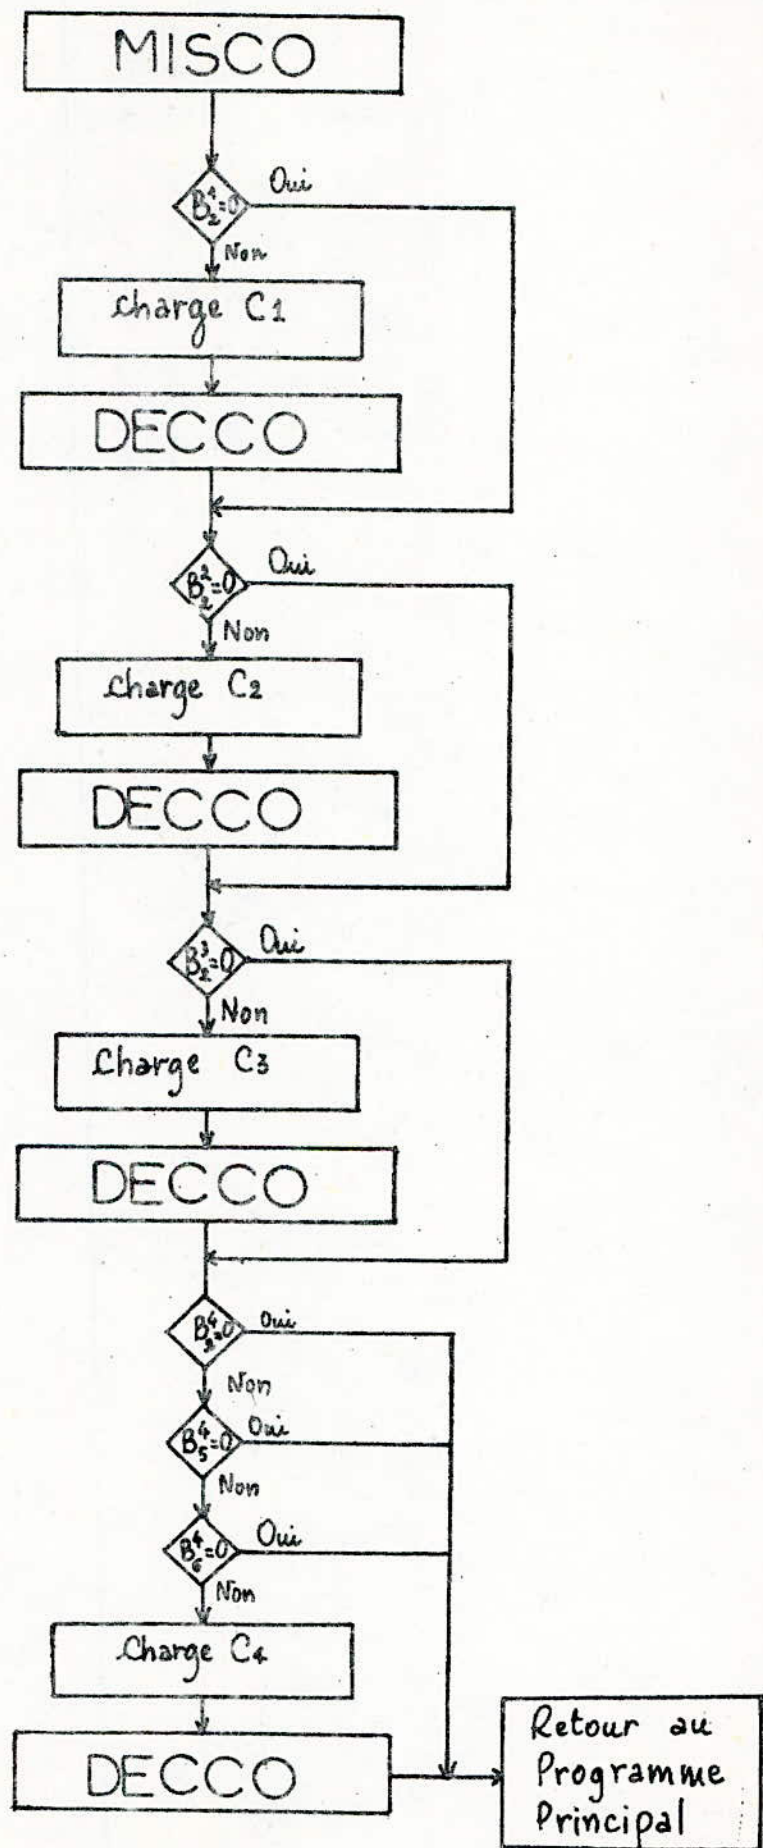 MISCO
B₂¹=0
Oui
Non
Charge C1
DECCO
B₂²=0
Oui
Non
Charge C2
DECCO
B₂³=0
Oui
Non
Charge C3
DECCO
B₂⁴=0
Oui
Non
B₅⁴=0
Oui
Non
B₆⁴=0
Oui
Non
Charge C4
DECCO
Retour au
Programme
Principal